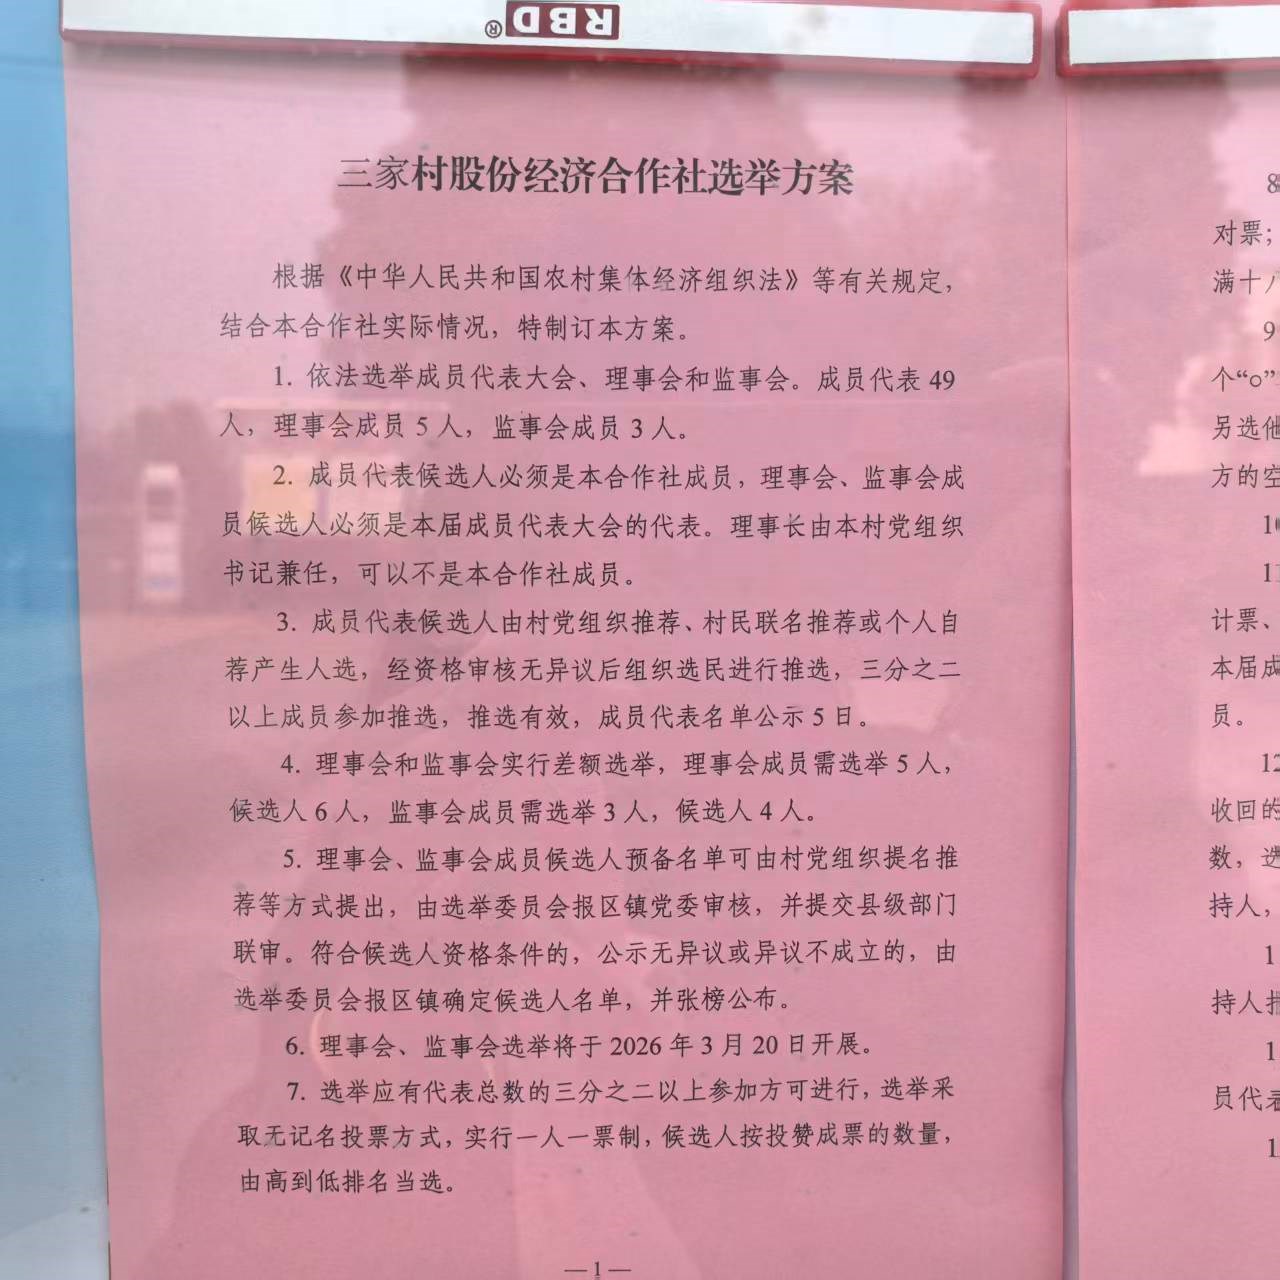 RBD®
三家村股份经济合作社选举方案
根据《中华人民共和国农村集体经济组织法》等有关规定，
结合本合作社实际情况，特制订本方案。
1. 依法选举成员代表大会、理事会和监事会。成员代表 49
人，理事会成员 5 人，监事会成员 3 人。
2. 成员代表候选人必须是本合作社成员，理事会、监事会成
员候选人必须是本届成员代表大会的代表。理事长由本村党组织
书记兼任，可以不是本合作社成员。
3. 成员代表候选人由村党组织推荐、村民联名推荐或个人自
荐产生人选，经资格审核无异议后组织选民进行推选，三分之二
以上成员参加推选，推选有效，成员代表名单公示 5 日。
4. 理事会和监事会实行差额选举，理事会成员需选举 5 人，
候选人 6 人，监事会成员需选举 3 人，候选人 4 人。
5. 理事会、监事会成员候选人预备名单可由村党组织提名推
荐等方式提出，由选举委员会报区镇党委审核，并提交县级部门
联审。符合候选人资格条件的，公示无异议或异议不成立的，由
选举委员会报区镇确定候选人名单，并张榜公布。
6. 理事会、监事会选举将于 2026 年 3 月 20 日开展。
7. 选举应有代表总数的三分之二以上参加方可进行，选举采
取无记名投票方式，实行一人一票制，候选人按投赞成票的数量，
由高到低排名当选。
— 1 —
8
对票；
满十八
9
个“○”
另选他
方的空
10
11
计票、
本届成
员。
12
收回的
数，选
持人，
1
持人报
1
员代表
1